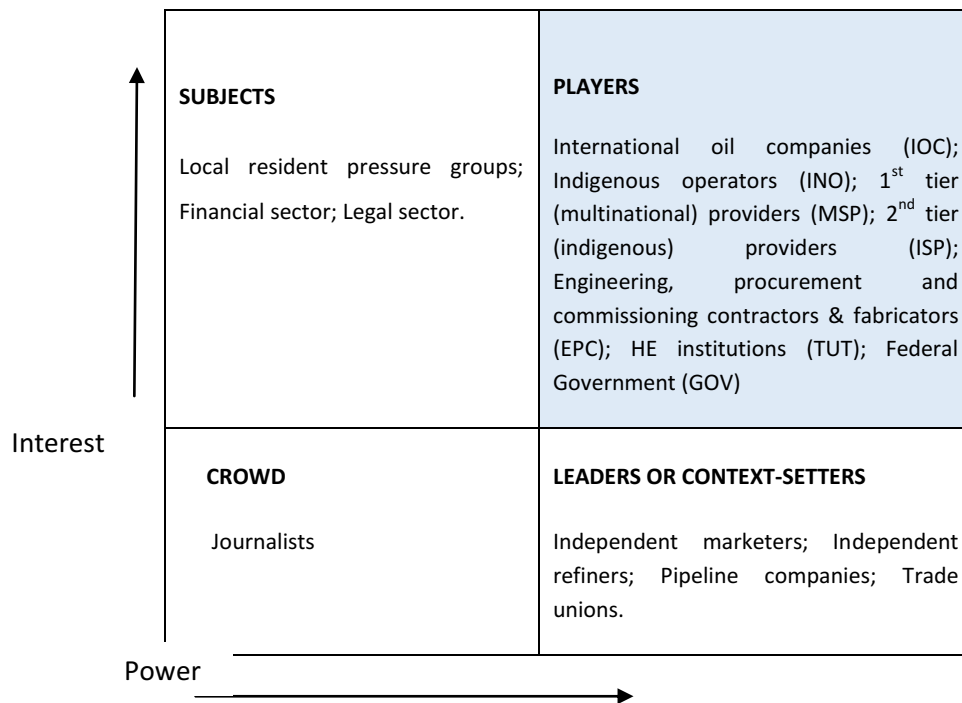 SUBJECTS
Local resident pressure groups;
Financial sector; Legal sector.
PLAYERS
International oil companies (IOC);
Indigenous operators (INO); 1st tier
(multinational) providers (MSP); 2nd tier
(indigenous) providers (ISP);
Engineering, procurement and
commissioning contractors & fabricators
(EPC); HE institutions (TUT); Federal
Government (GOV)
Interest
CROWD
Journalists
LEADERS OR CONTEXT-SETTERS
Independent marketers; Independent
refiners; Pipeline companies; Trade
unions.
Power